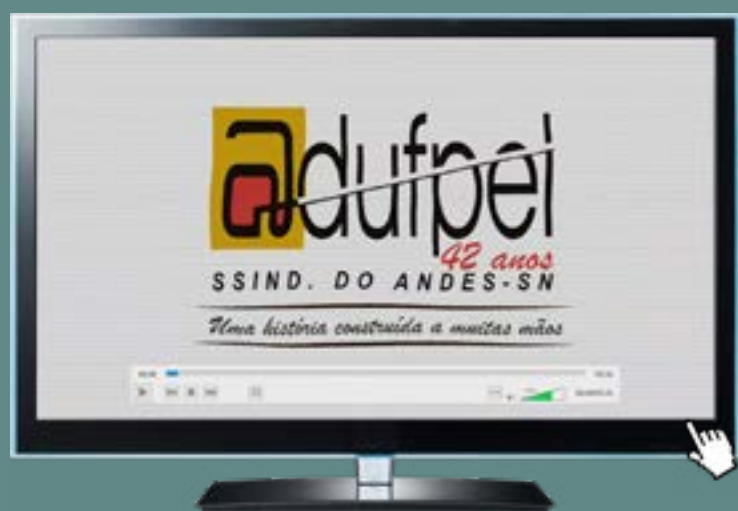 adufpel
42 anos
SSIND. DO ANDES-SN
Uma história construída a muitas mãos